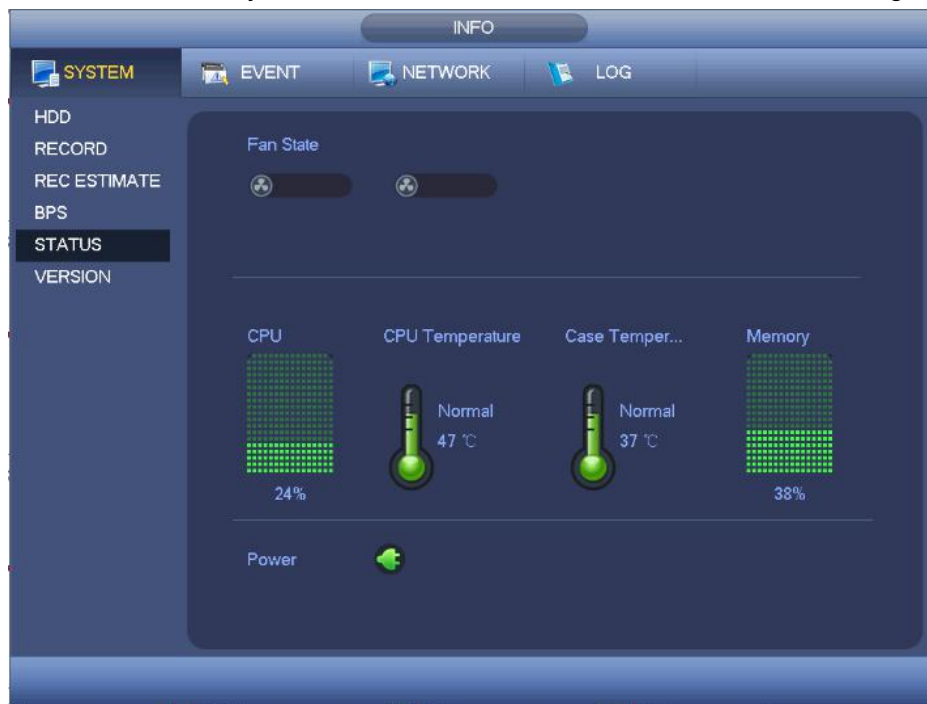 INFO
SYSTEM EVENT NETWORK LOG
HDD
RECORD
REC ESTIMATE
BPS
STATUS
VERSION
Fan State
CPU CPU Temperature Case Temper... Memory
Normal Normal
47 °C 37 °C
24% 38%
Power